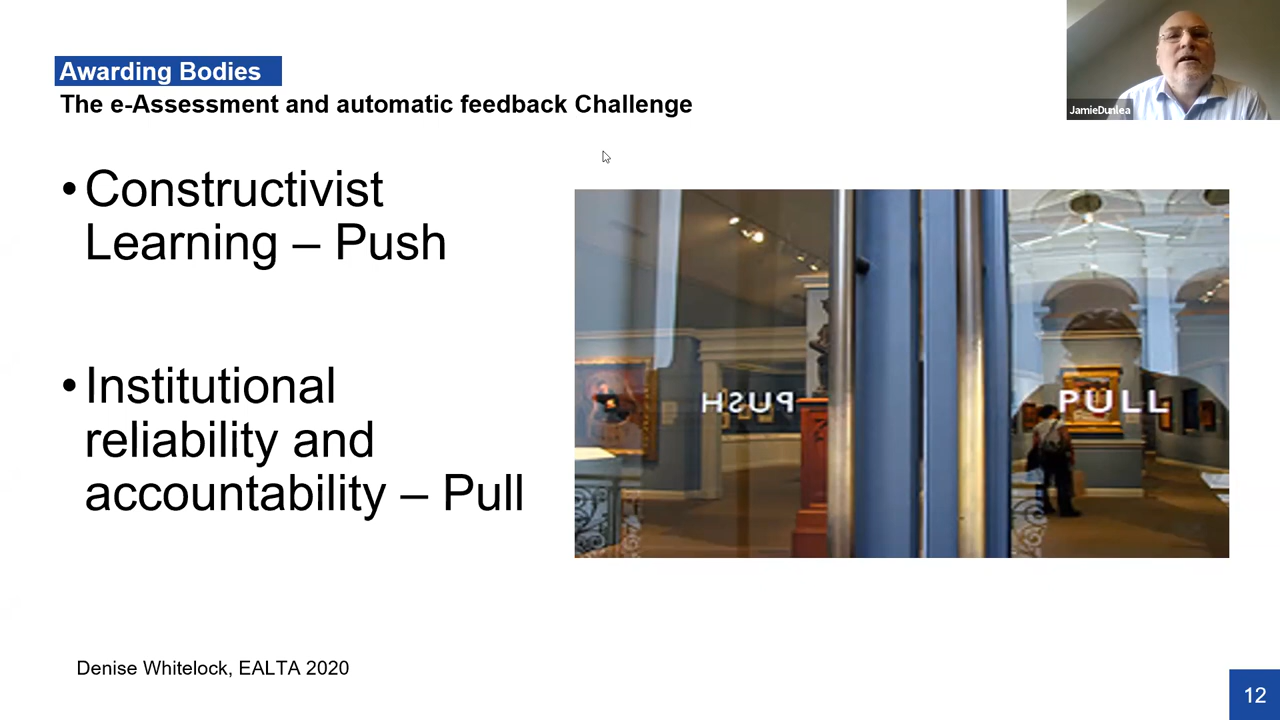 Awarding Bodies
The e-Assessment and automatic feedback Challenge
JamieDunlea
•Constructivist
Learning – Push
•Institutional
reliability and
accountability – Pull
PUSH
PULL
Denise Whitelock, EALTA 2020
12